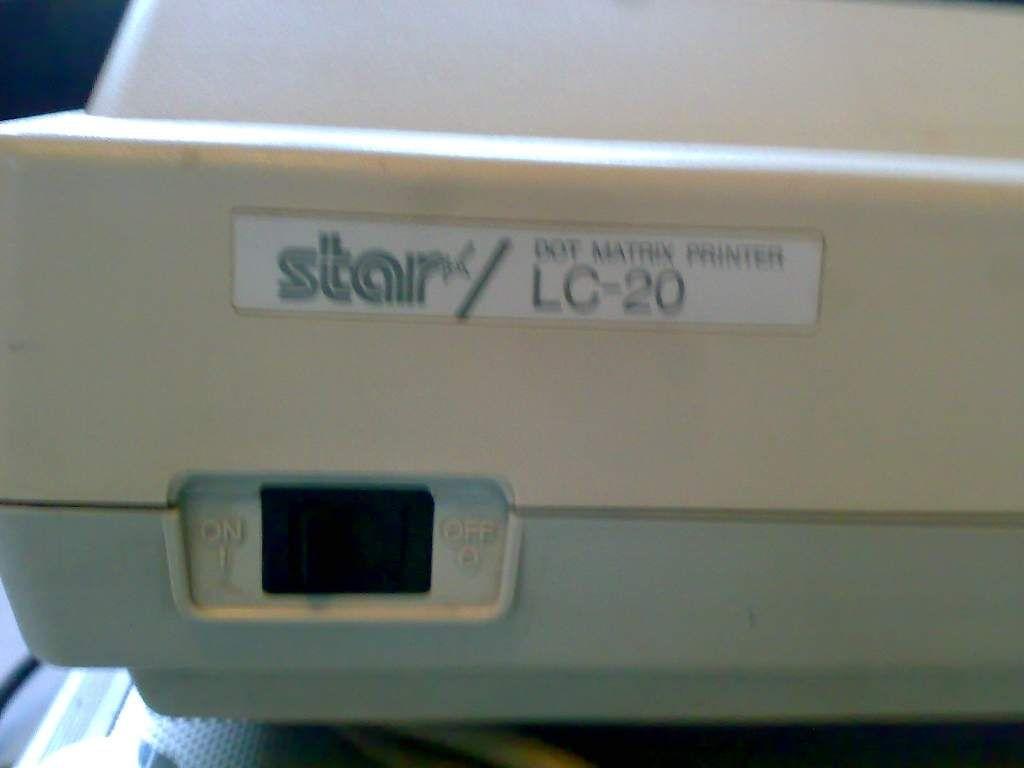 star
DOT MATRIX PRINTER
LC-20
ON
I
OFF
O